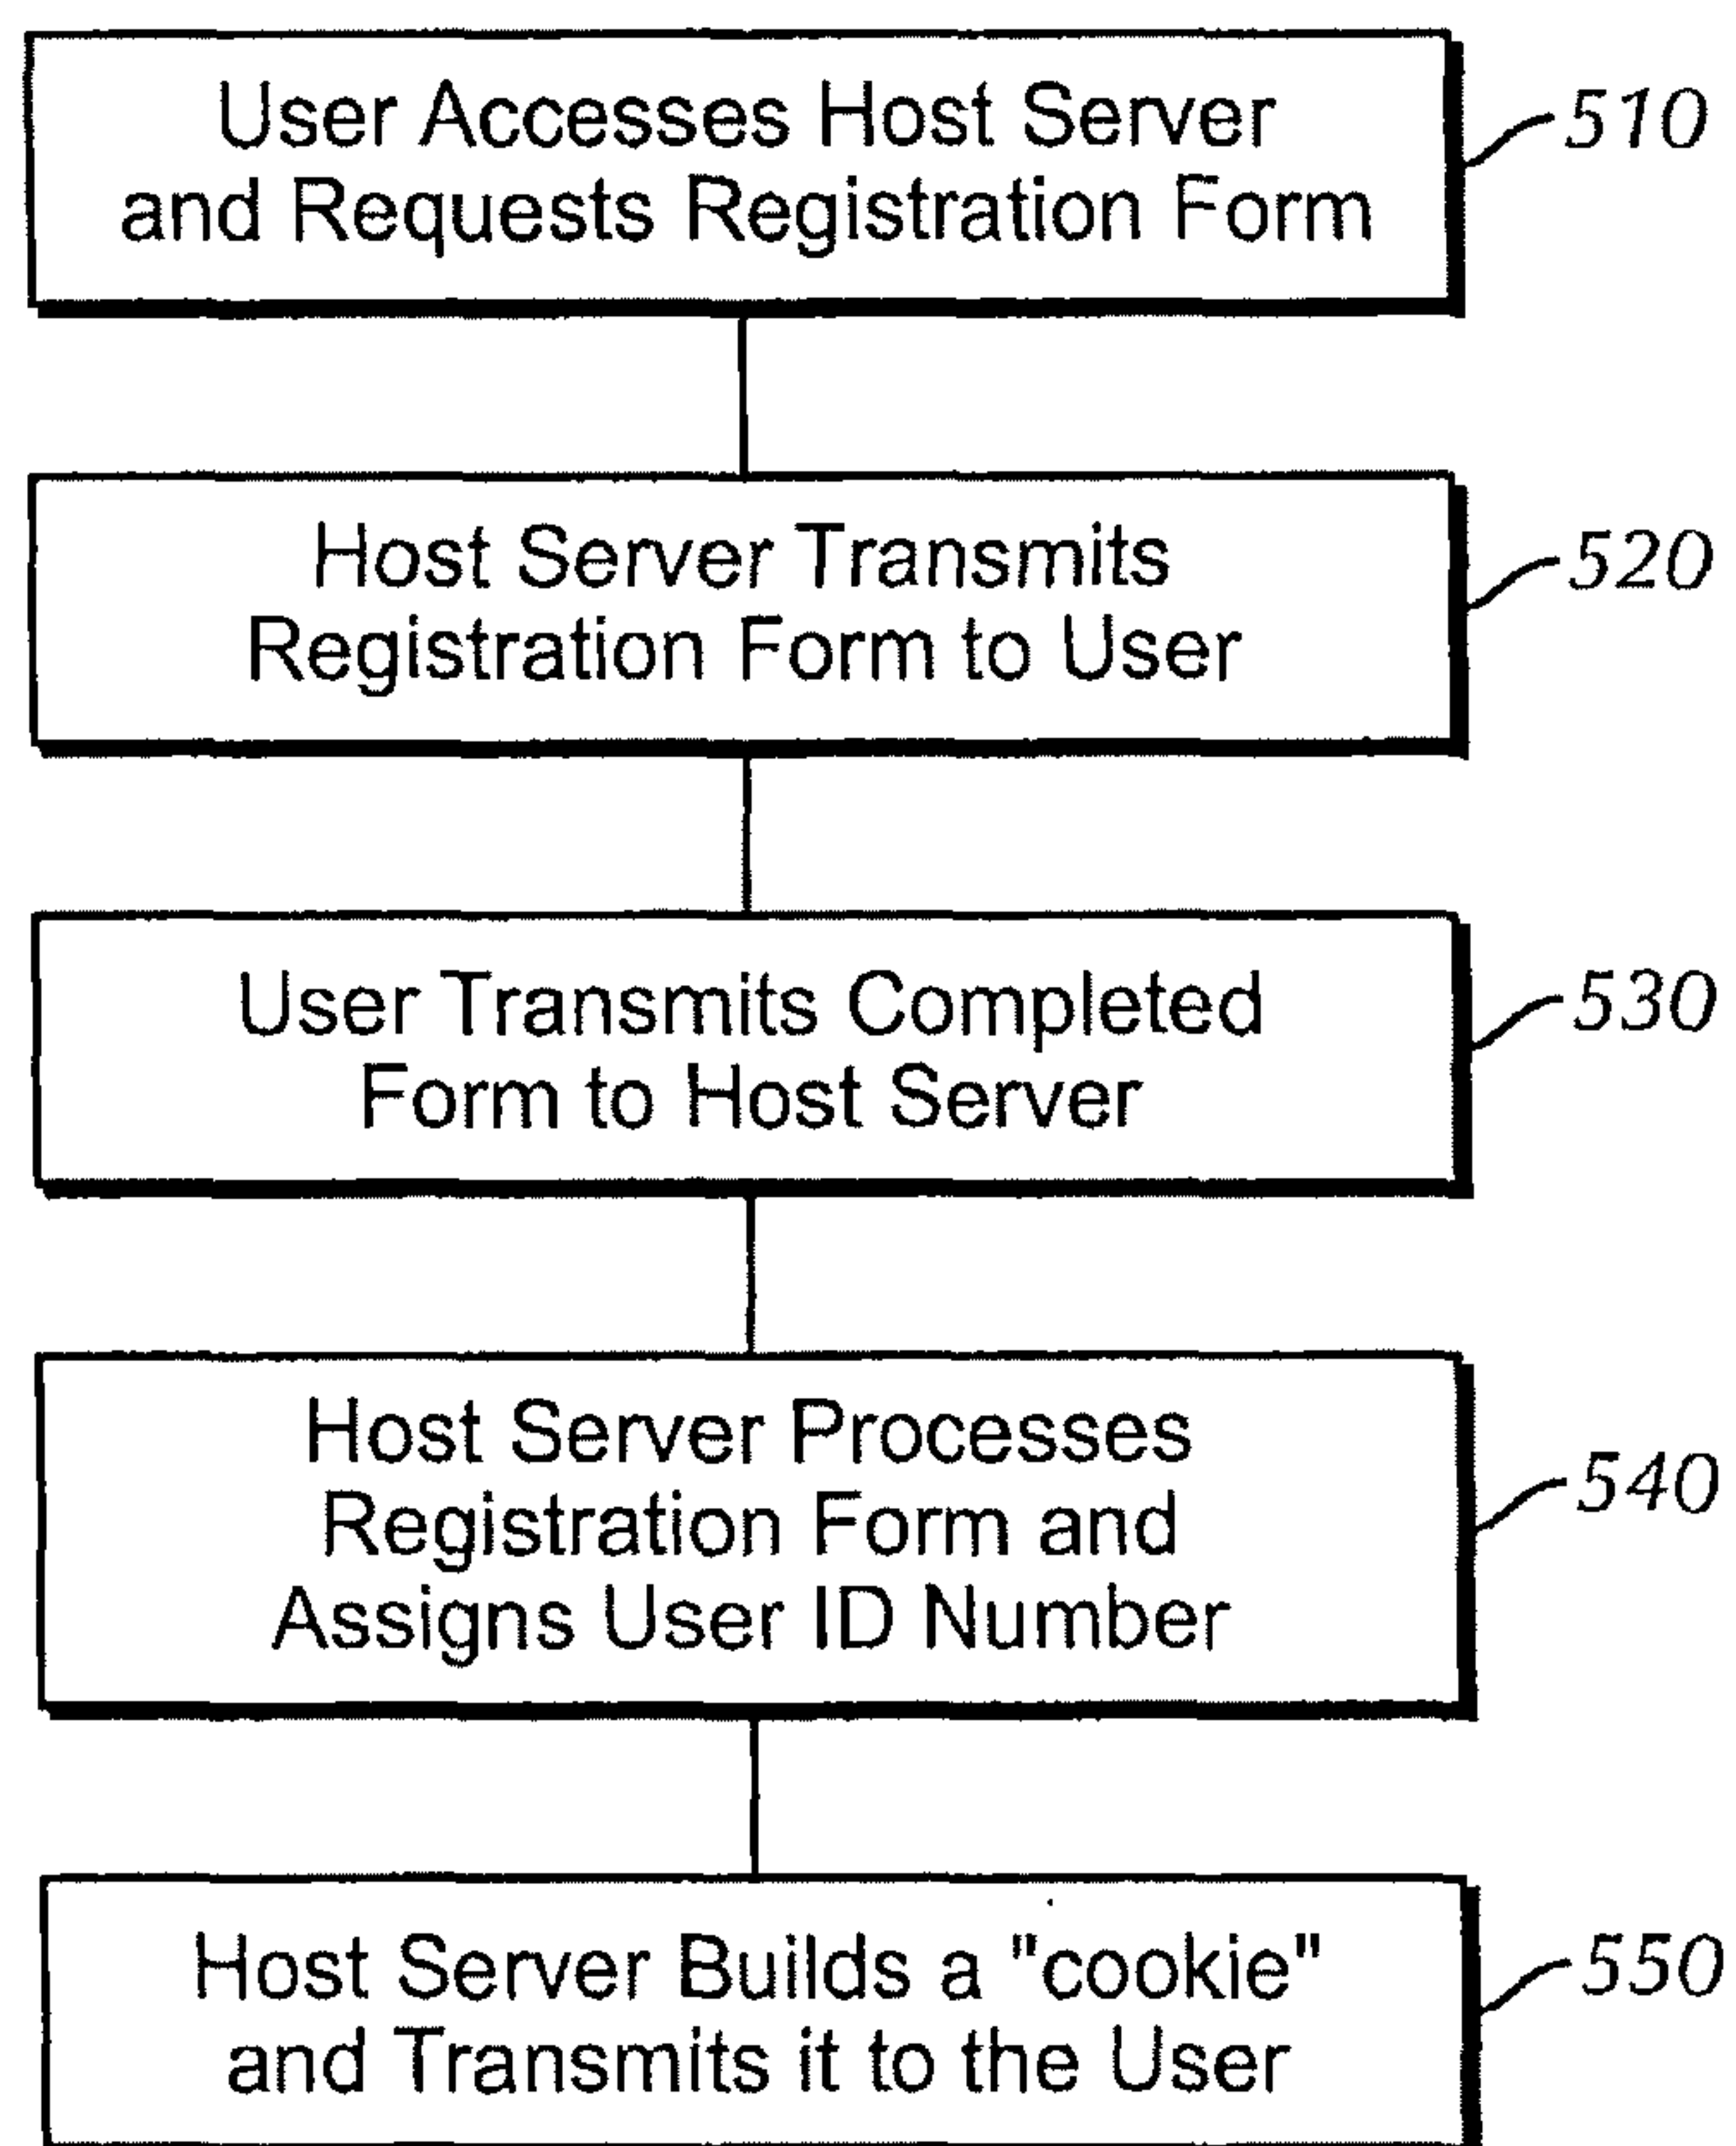 User Accesses Host Server
and Requests Registration Form
510
Host Server Transmits
Registration Form to User
520
User Transmits Completed
Form to Host Server
530
Host Server Processes
Registration Form and
Assigns User ID Number
540
Host Server Builds a "cookie"
and Transmits it to the User
550